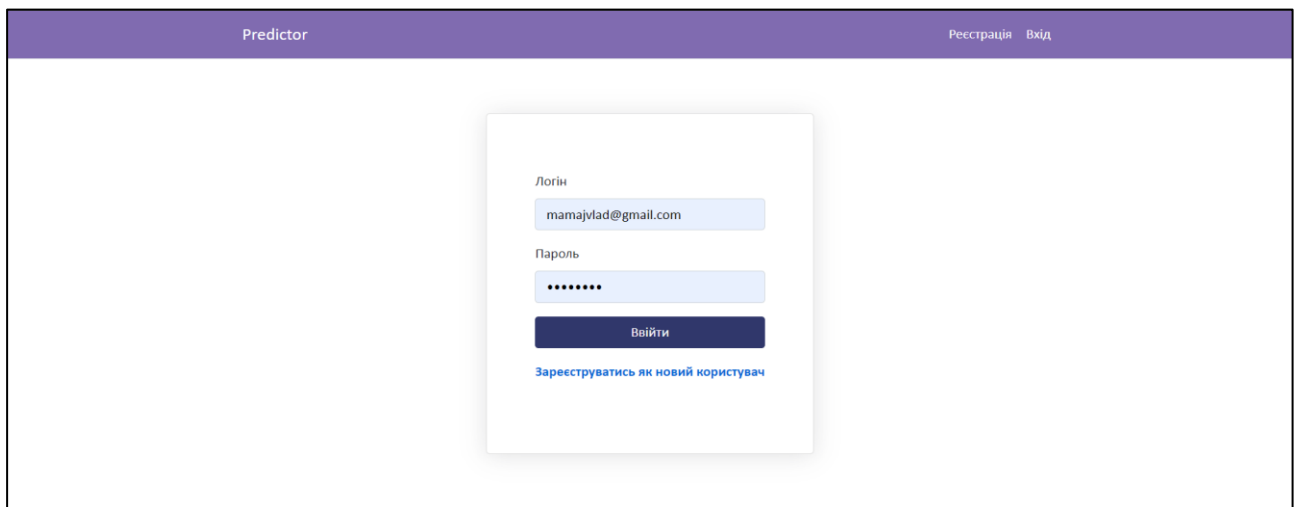 Predictor
Реєстрація Вхід
Логін
mamajvlad@gmail.com
Пароль
••••••••
Ввійти
Зареєструватись як новий користувач